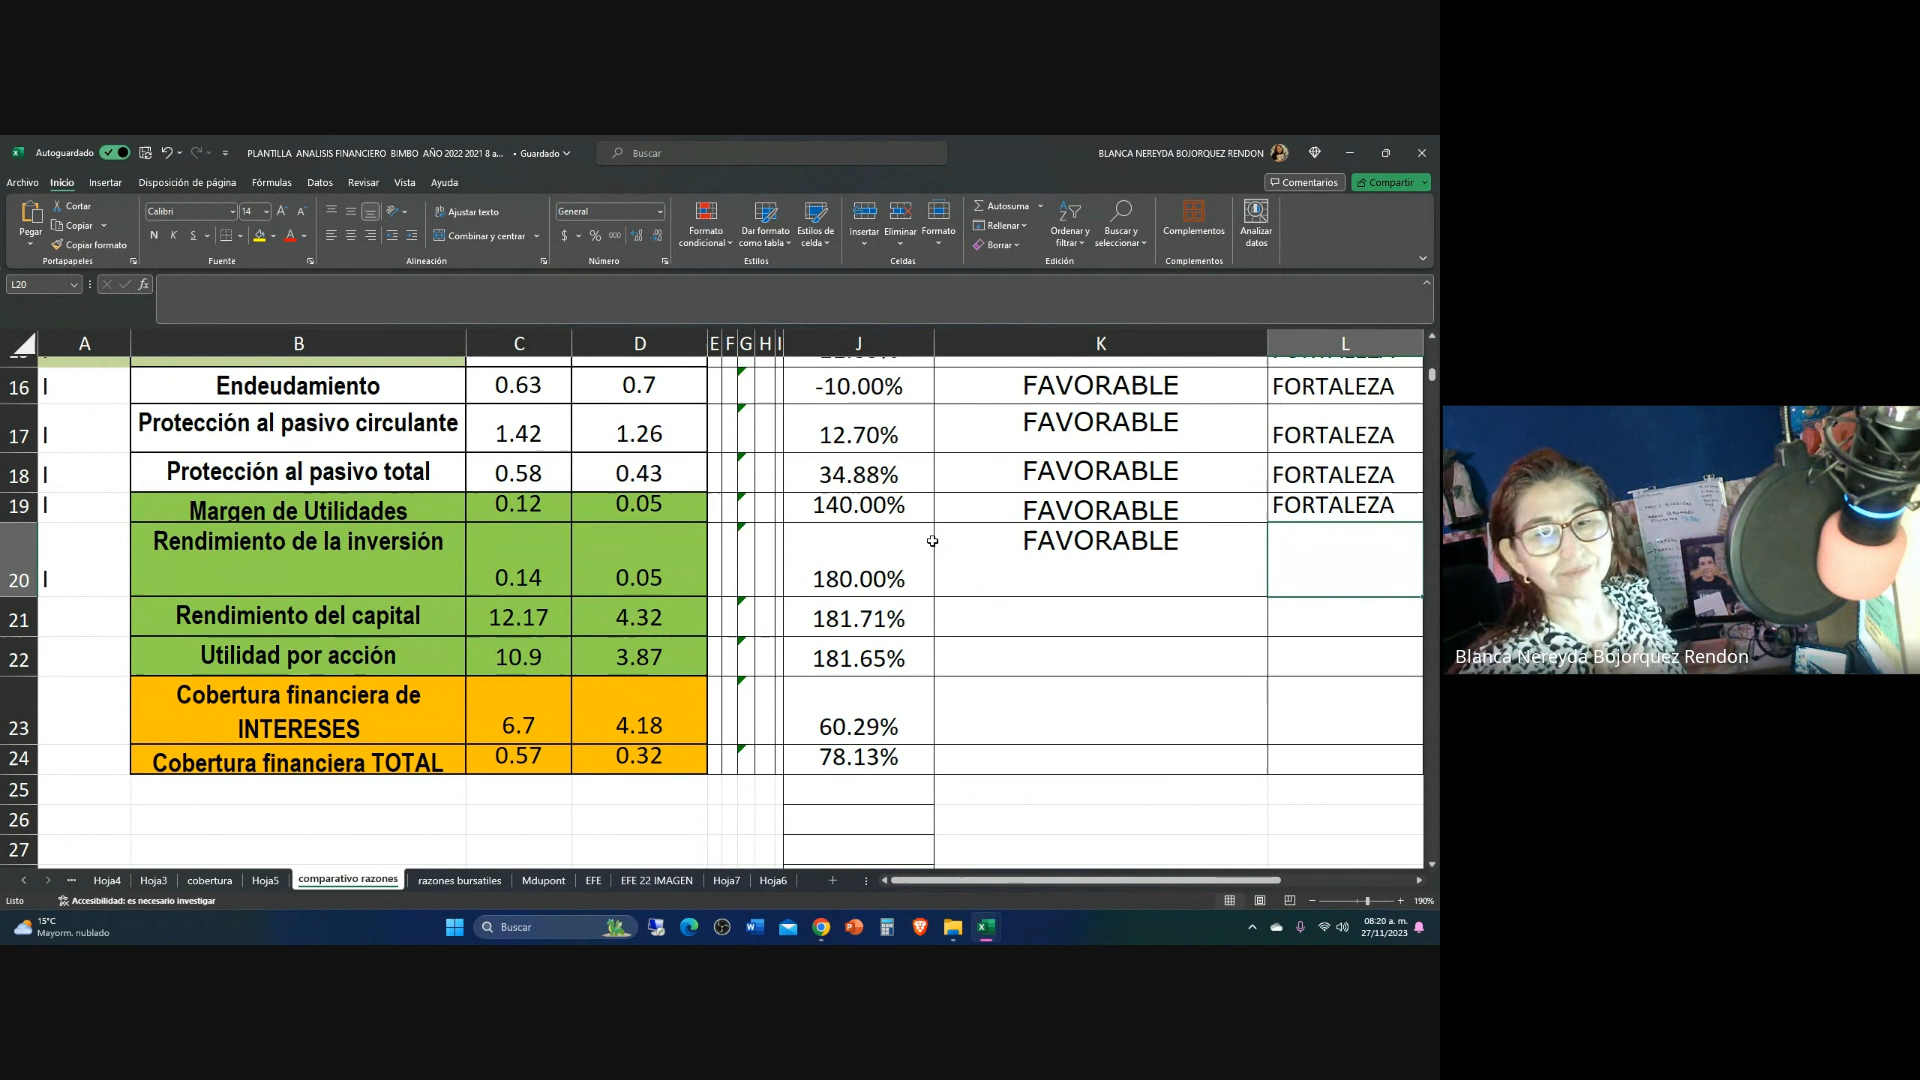 Autoguardado
PLANTILLA ANALISIS FINANCIERO BIMBO AÑO 2022 2021 8 a... • Guardado
Buscar
BLANCA NEREYDA BOJORQUEZ RENDON
Archivo Inicio Insertar Disposición de página Fórmulas Datos Revisar Vista Ayuda
Comentarios Compartir
Pegar
Cortar
Copiar
Copiar formato
Portapapeles
Calibri 14
N K S
Fuente
Ajustar texto
Combinar y centrar
Alineación
General
$ % 000
Número
Formato condicional
Dar formato como tabla
Estilos de celda
Estilos
Insertar Eliminar Formato
Celdas
Autosuma
Rellenar
Borrar
Ordenar y filtrar
Buscar y seleccionar
Edición
Complementos
Complementos
Analizar datos
L20 fx
A B C D E F G H I J K L
16 I Endeudamiento 0.63 0.7 -10.00% FAVORABLE FORTALEZA
17 I Protección al pasivo circulante 1.42 1.26 12.70% FAVORABLE FORTALEZA
18 I Protección al pasivo total 0.58 0.43 34.88% FAVORABLE FORTALEZA
19 I Margen de Utilidades 0.12 0.05 140.00% FAVORABLE FORTALEZA
20 I Rendimiento de la inversión 0.14 0.05 180.00% FAVORABLE
21 Rendimiento del capital 12.17 4.32 181.71%
22 Utilidad por acción 10.9 3.87 181.65%
23 Cobertura financiera de INTERESES 6.7 4.18 60.29%
24 Cobertura financiera TOTAL 0.57 0.32 78.13%
25
26
27
Hoja4 Hoja3 cobertura Hoja5 comparativo razones razones bursatiles Mdupont EFE EFE 22 IMAGEN Hoja7 Hoja6
Listo Accesibilidad: es necesario investigar 190%
15°C
Mayorm. nublado
Buscar
08:20 a. m.
27/11/2023
Blanca Nereyda Bojorquez Rendon